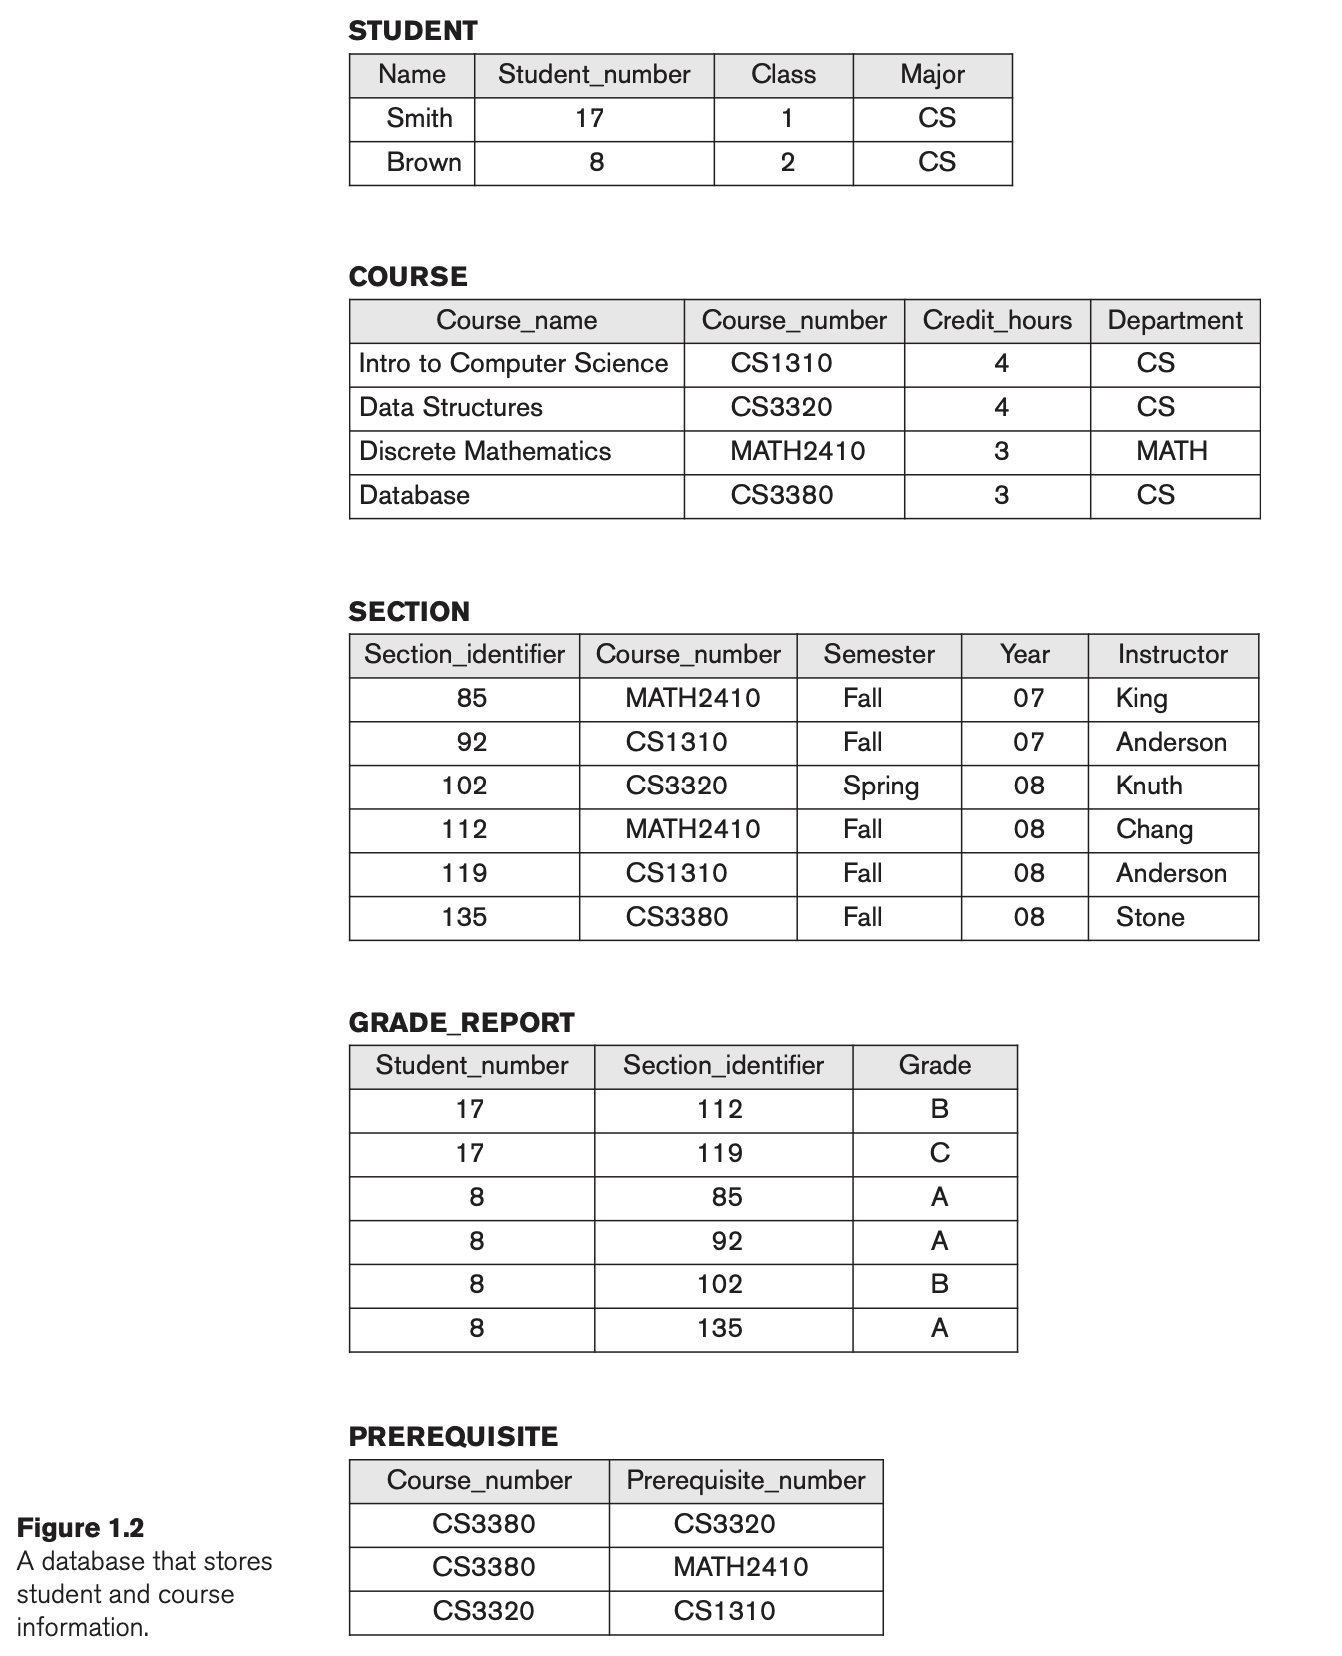 STUDENT
Name Student_number Class Major
Smith 17 1 CS
Brown 8 2 CS
COURSE
Course_name Course_number Credit_hours Department
Intro to Computer Science CS1310 4 CS
Data Structures CS3320 4 CS
Discrete Mathematics MATH2410 3 MATH
Database CS3380 3 CS
SECTION
Section_identifier Course_number Semester Year Instructor
85 MATH2410 Fall 07 King
92 CS1310 Fall 07 Anderson
102 CS3320 Spring 08 Knuth
112 MATH2410 Fall 08 Chang
119 CS1310 Fall 08 Anderson
135 CS3380 Fall 08 Stone
GRADE_REPORT
Student_number Section_identifier Grade
17 112 B
17 119 C
8 85 A
8 92 A
8 102 B
8 135 A
PREREQUISITE
Course_number Prerequisite_number
CS3380 CS3320
CS3380 MATH2410
CS3320 CS1310
Figure 1.2
A database that stores
student and course
information.